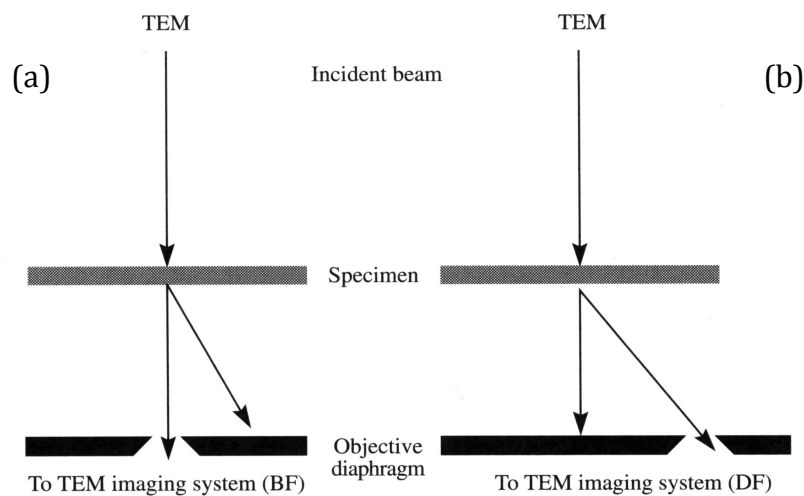 TEM
TEM
(a)
Incident beam
(b)
Specimen
Objective
diaphragm
To TEM imaging system (BF)
To TEM imaging system (DF)